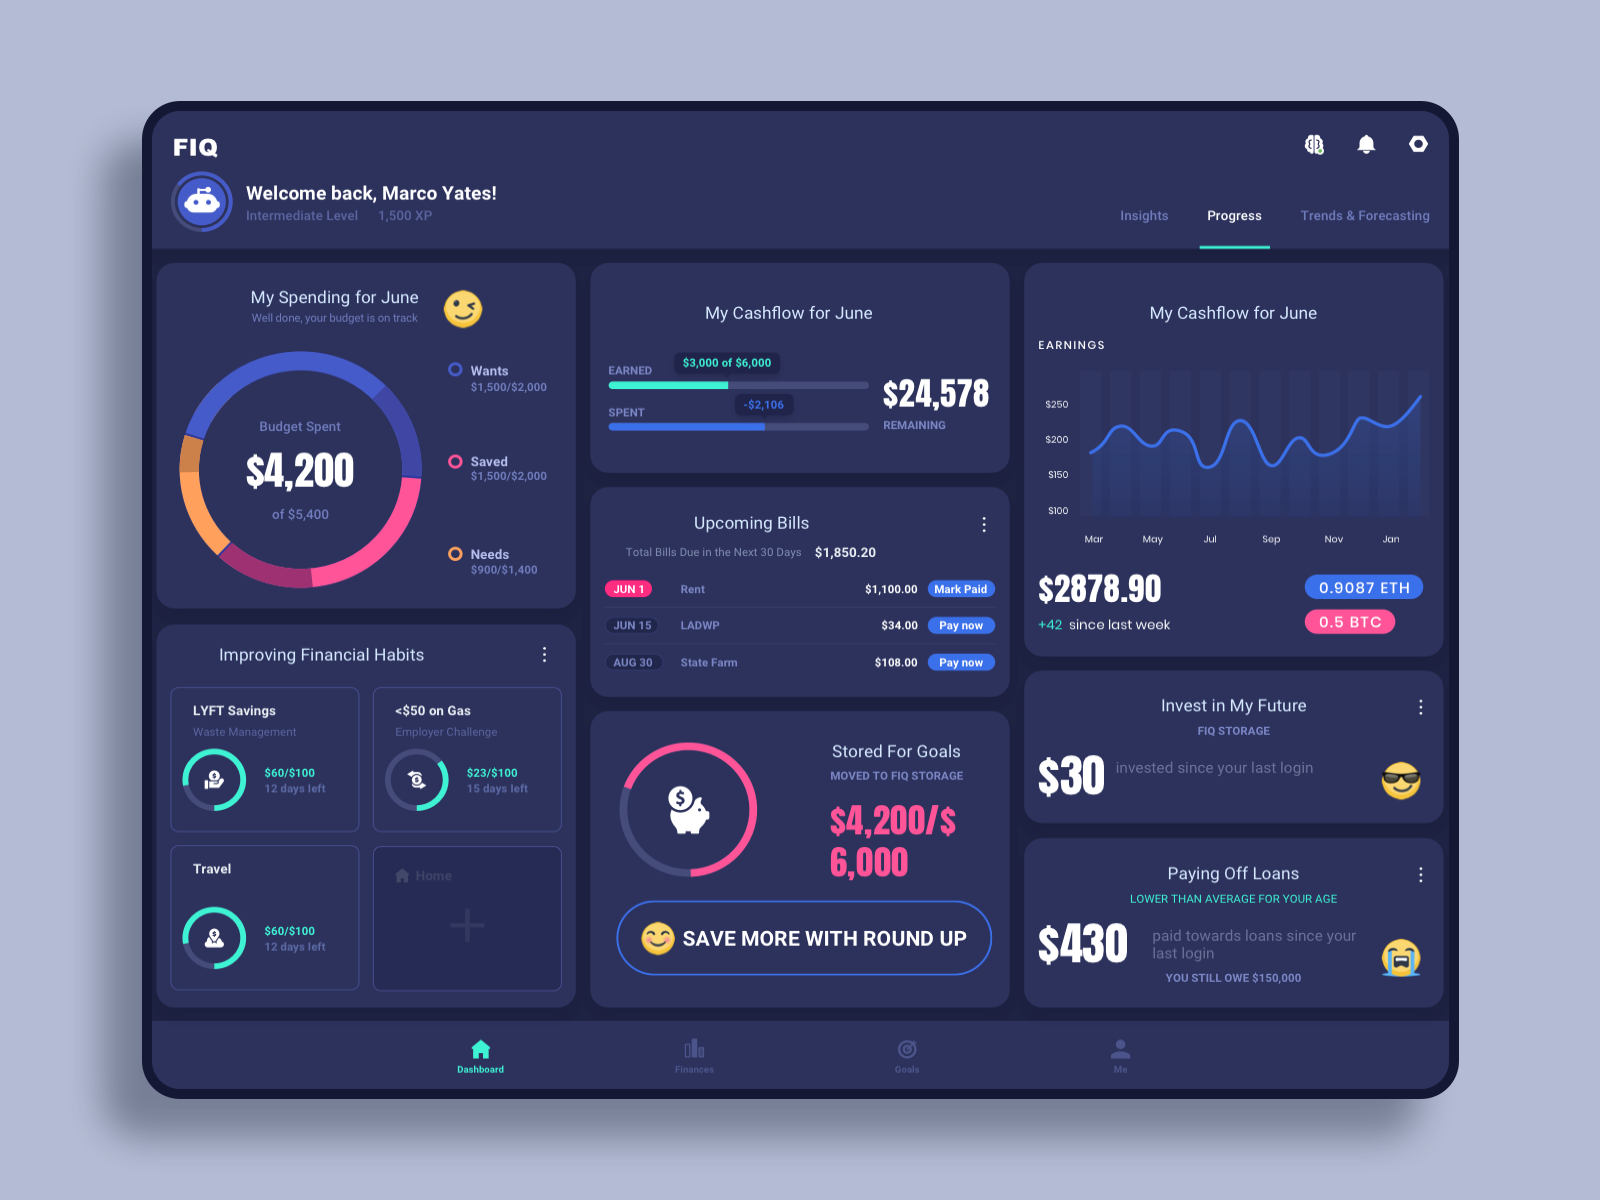 FIQ
Welcome back, Marco Yates!
Intermediate Level 1,500 XP
Insights
Progress
Trends & Forecasting
My Spending for June
Well done, your budget is on track
Budget Spent
$4,200
of $5,400
Wants
$1,500/$2,000
Saved
$1,500/$2,000
Needs
$900/$1,400
Improving Financial Habits
LYFT Savings
Waste Management
$60/$100
12 days left
<$50 on Gas
Employer Challenge
$23/$100
15 days left
Travel
$60/$100
12 days left
Home
My Cashflow for June
EARNED
$3,000 of $6,000
SPENT
-$2,106
$24,578
REMAINING
Upcoming Bills
Total Bills Due in the Next 30 Days $1,850.20
JUN 1 Rent $1,100.00 Mark Paid
JUN 15 LADWP $34.00 Pay now
AUG 30 State Farm $108.00 Pay now
Stored For Goals
MOVED TO FIQ STORAGE
$4,200/$
6,000
SAVE MORE WITH ROUND UP
My Cashflow for June
EARNINGS
$250
$200
$150
$100
Mar May Jul Sep Nov Jan
$2878.90
+42 since last week
0.9087 ETH
0.5 BTC
Invest in My Future
FIQ STORAGE
$30 invested since your last login
Paying Off Loans
LOWER THAN AVERAGE FOR YOUR AGE
$430
paid towards loans since your
last login
YOU STILL OWE $150,000
Dashboard
Finances
Goals
Me